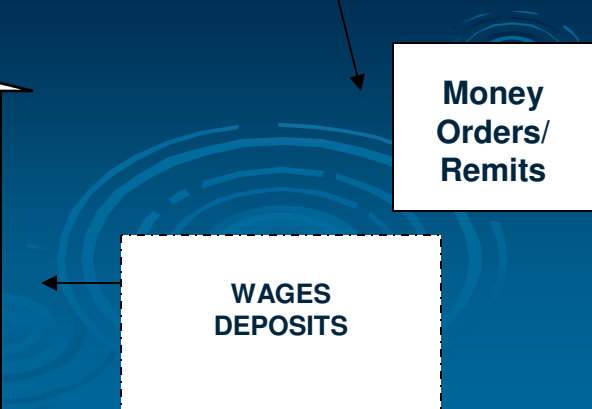 Money
Orders/
Remits
WAGES
DEPOSITS